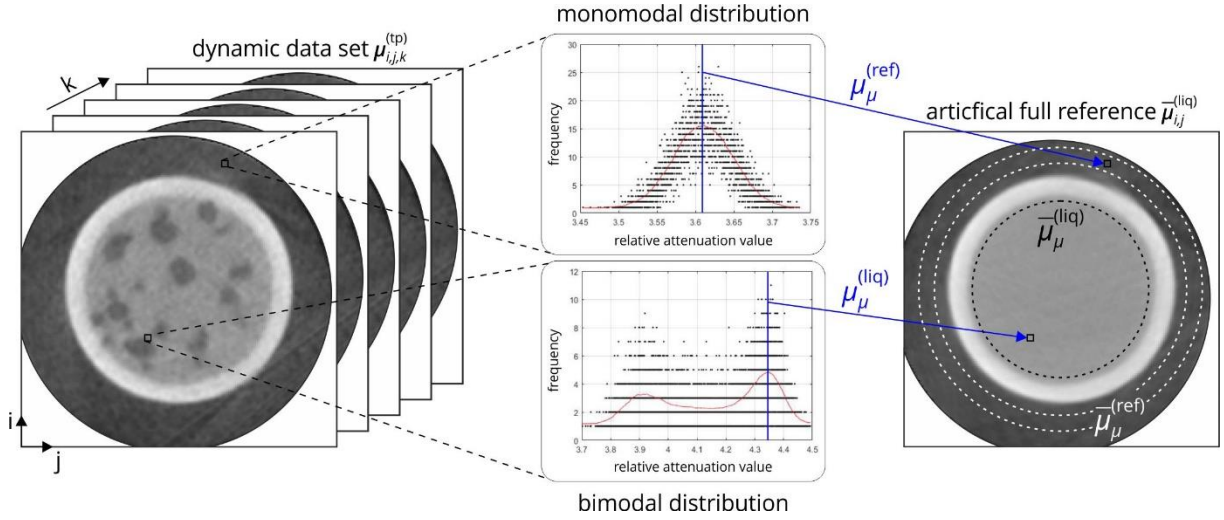 monomodal distribution
dynamic data set μ(tp)i,j,k
k
i
j
30
25
20
15
10
5
0
frequency
3.45 3.5 3.55 3.6 3.65 3.7 3.75
relative attenuation value
μμ(ref)
articfical full reference μ̅i,j(liq)
μ̅μ(liq)
12
10
8
6
4
2
0
frequency
3.7 3.8 3.9 4 4.1 4.2 4.3 4.4 4.5
relative attenuation value
μμ(liq)
μ̅μ(ref)
bimodal distribution